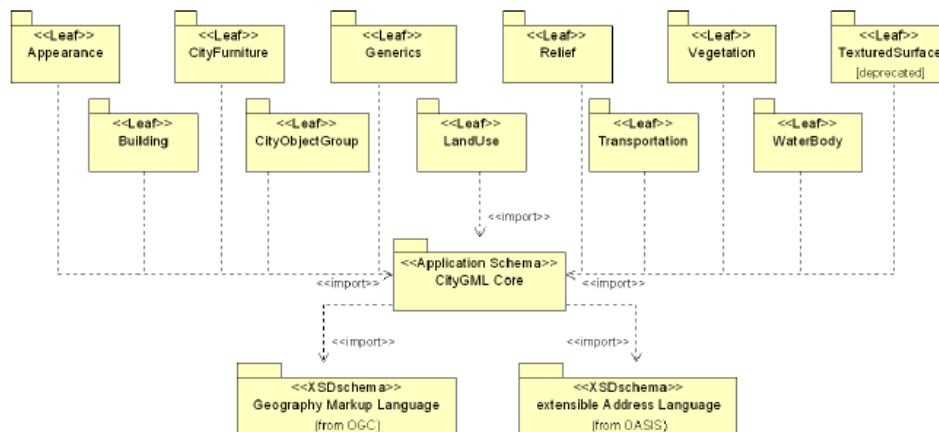 <<Leaf>>
Appearance
<<Leaf>>
CityFurniture
<<Leaf>>
Generics
<<Leaf>>
Relief
<<Leaf>>
Vegetation
<<Leaf>>
TexturedSurface
[deprecated]
<<Leaf>>
Building
<<Leaf>>
CityObjectGroup
<<Leaf>>
LandUse
<<Leaf>>
Transportation
<<Leaf>>
WaterBody
<<import>>
<<Application Schema>>
CityGML Core
<<import>>
<<import>>
<<import>>
<<import>>
<<XSDschema>>
Geography Markup Language
(from OGC)
<<XSDschema>>
extensible Address Language
(from OASIS)